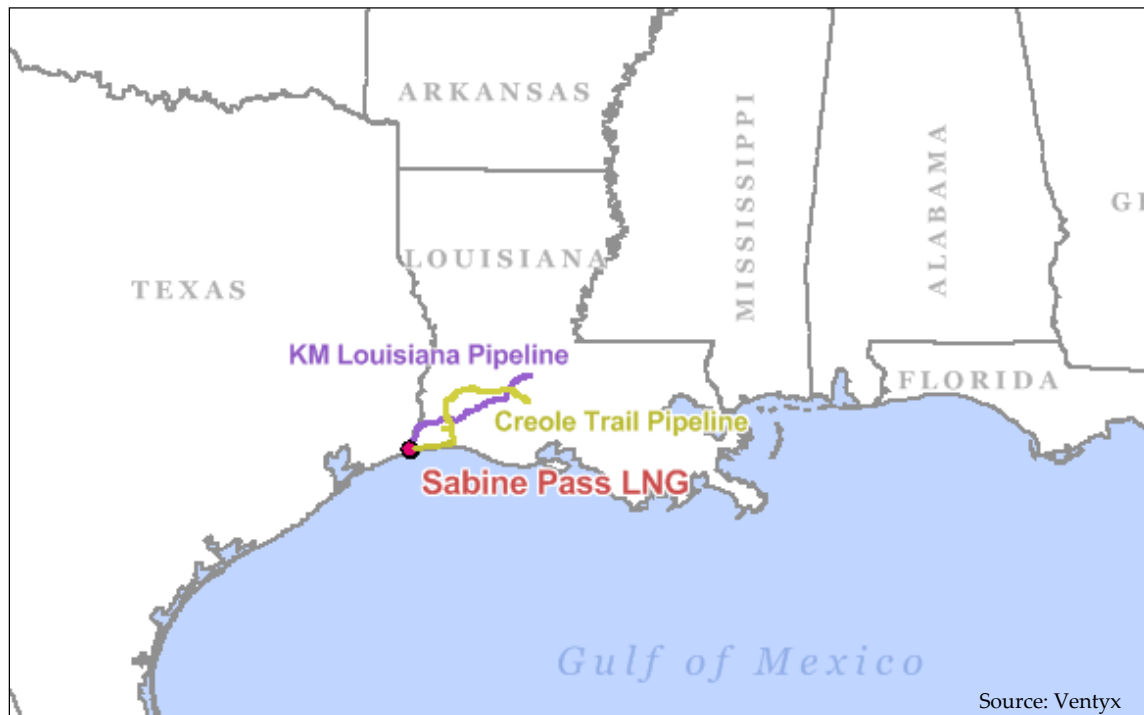 ARKANSAS
MISSISSIPPI
ALABAMA
GE
LOUISIANA
TEXAS
KM Louisiana Pipeline
FLORIDA
Creole Trail Pipeline
Sabine Pass LNG
Gulf of Mexico
Source: Ventyx